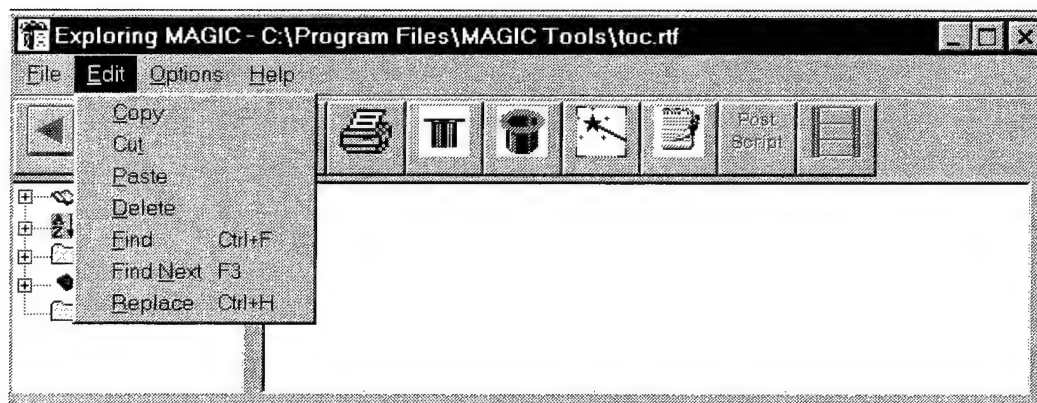 Exploring MAGIC - C:\Program Files\MAGIC Tools\toc.rtf
File Edit Options Help
Copy
Cut
Paste
Delete
Find Ctrl+F
Find Next F3
Replace Ctrl+H
Post
Script